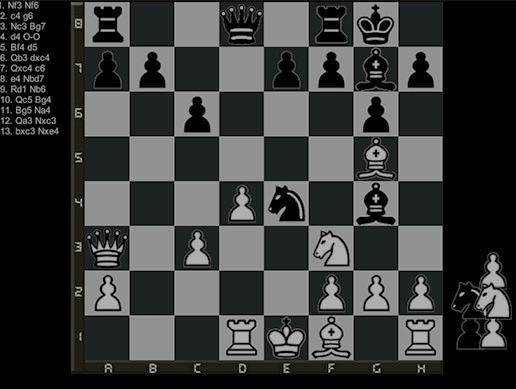 1. Nf3 Nf6
2. c4 g6
3. Nc3 Bg7
4. d4 O-O
5. Bf4 d5
6. Qb3 dxc4
7. Qxc4 c6
8. e4 Nbd7
9. Rd1 Nb6
10. Qc5 Bg4
11. Bg5 Na4
12. Qa3 Nxc3
13. bxc3 Nxe4
8
7
6
5
4
3
2
1
A B C D E F G H